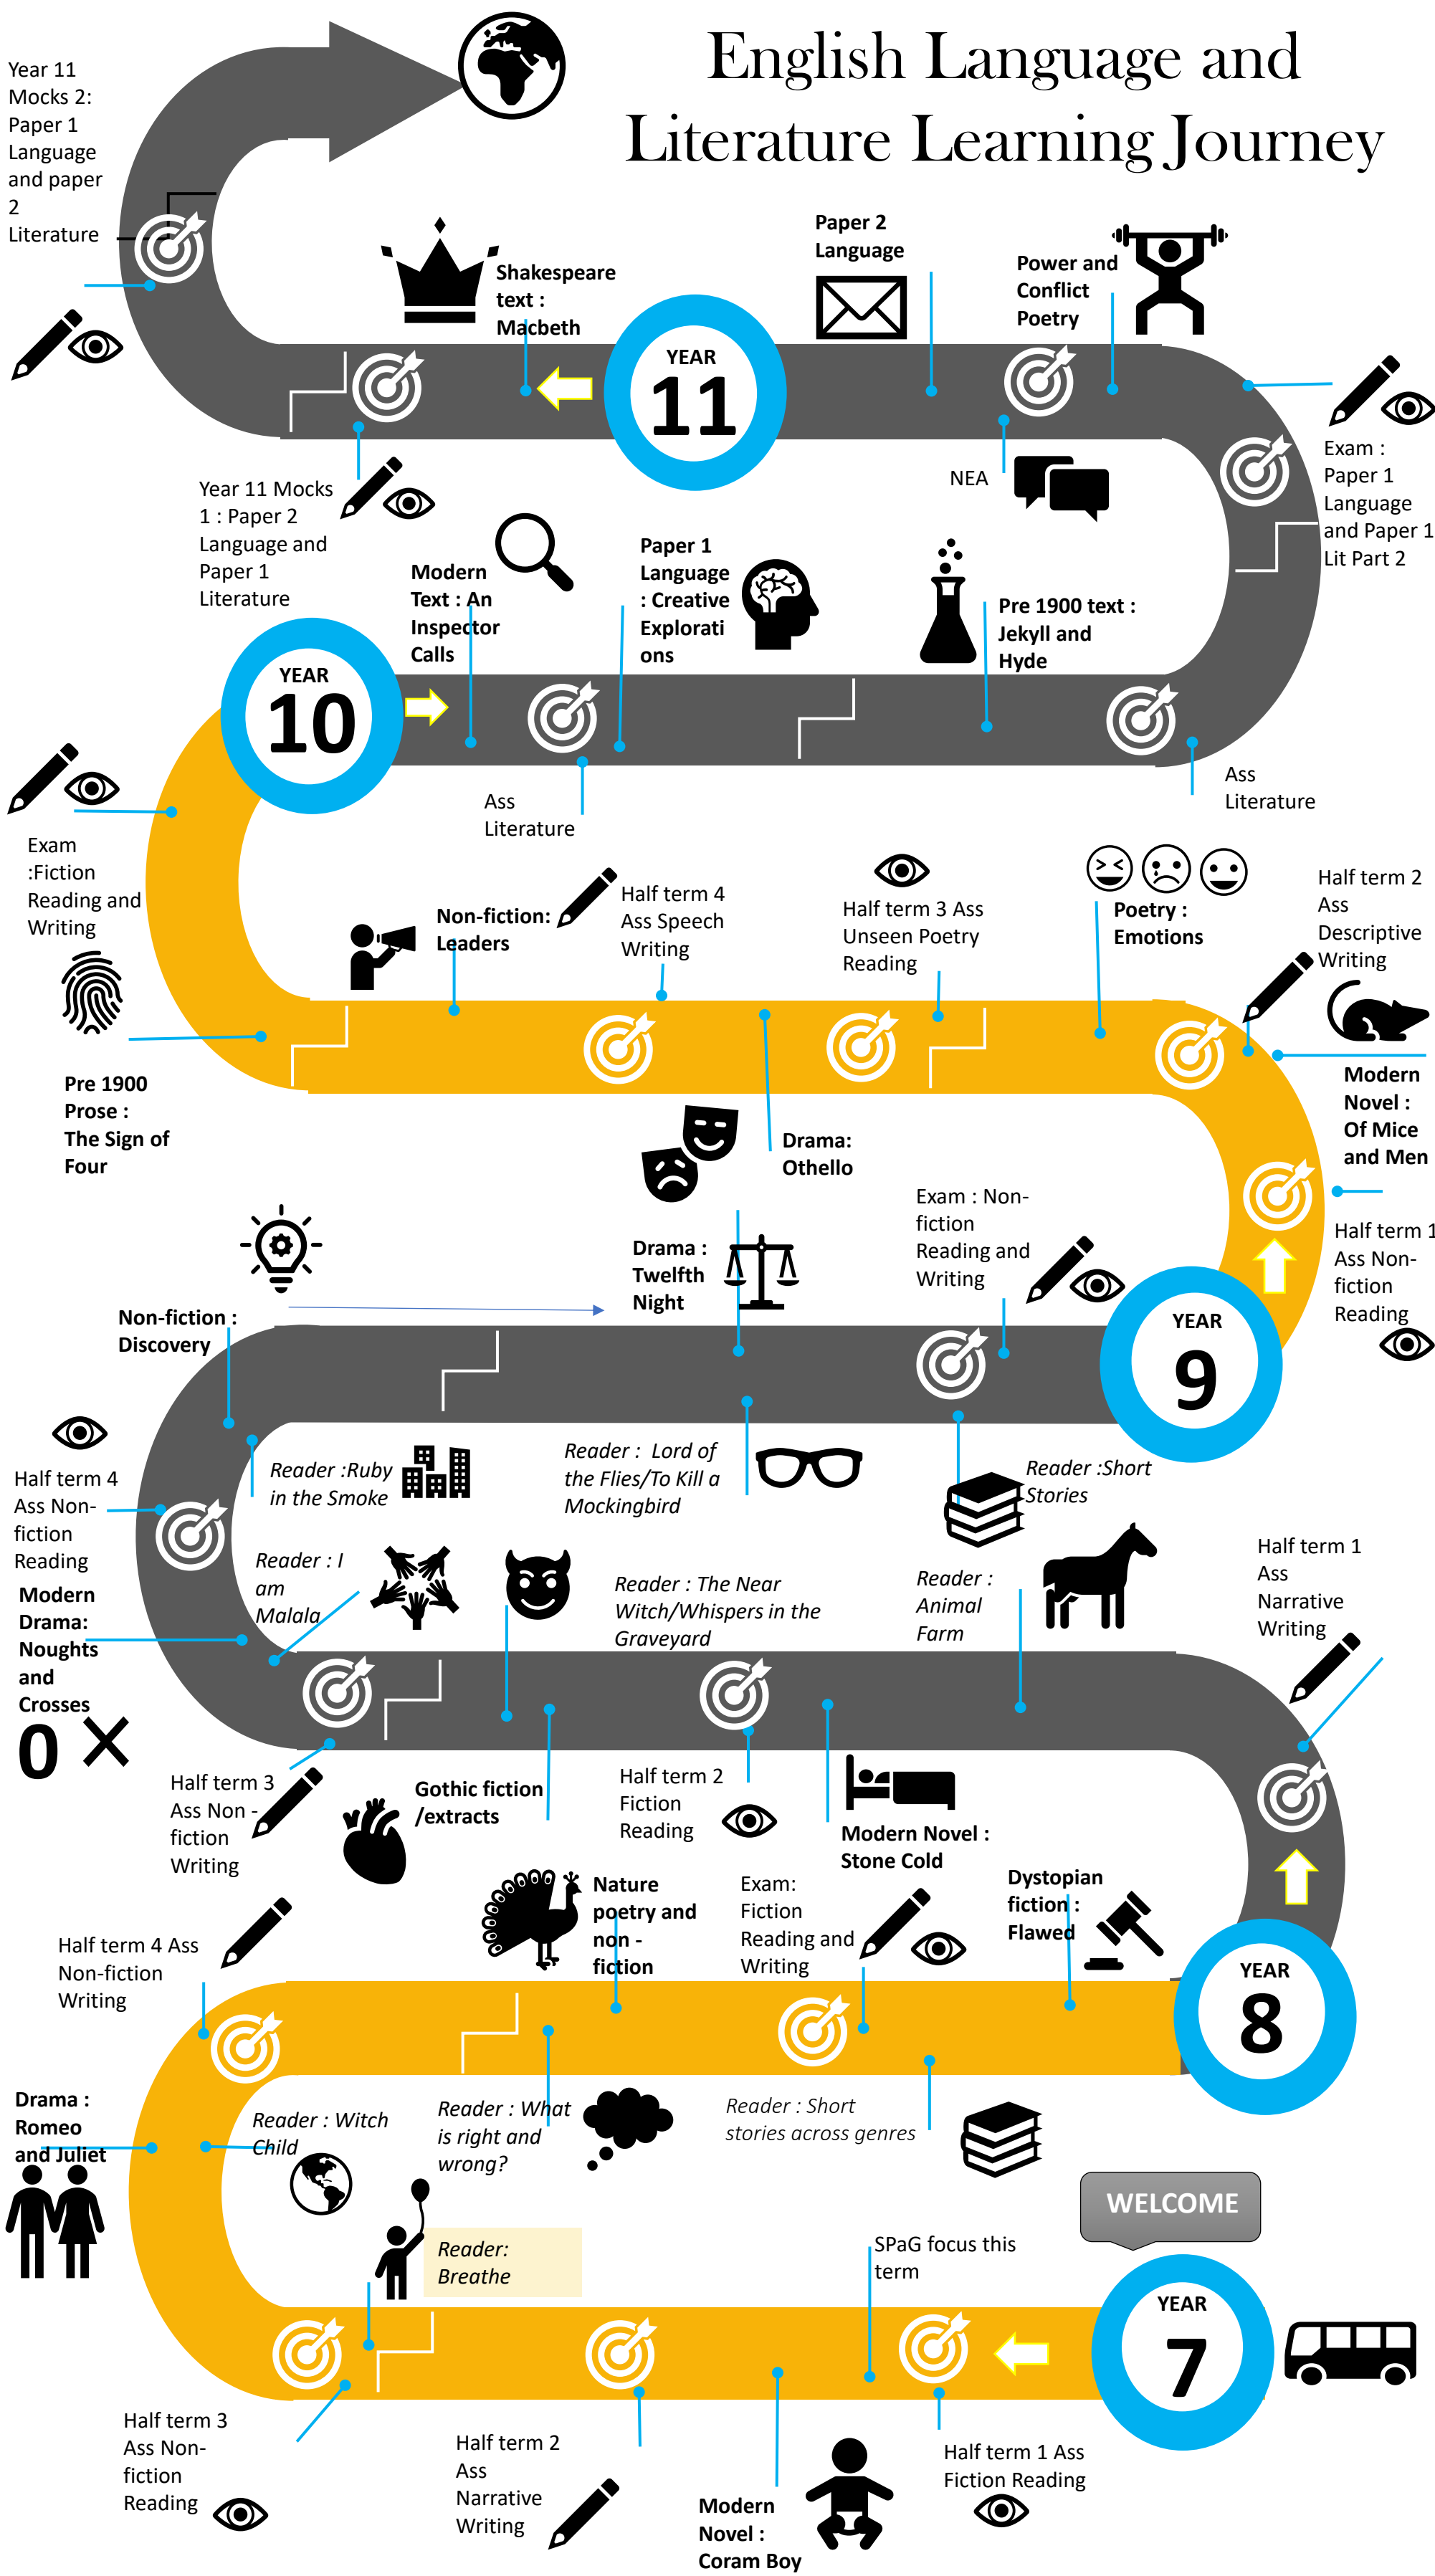 English Language and
Literature Learning Journey
Year 11
Mocks 2:
Paper 1
Language
and paper
2
Literature
Shakespeare
text :
Macbeth
Paper 2
Language
Power and
Conflict
Poetry
YEAR
11
Exam :
Paper 1
Language
and Paper 1
Lit Part 2
NEA
Year 11 Mocks
1 : Paper 2
Language and
Paper 1
Literature
Modern
Text : An
Inspector
Calls
Paper 1
Language
: Creative
Explorati
ons
Pre 1900 text :
Jekyll and
Hyde
YEAR
10
Ass
Literature
Ass
Literature
Exam
:Fiction
Reading and
Writing
Non-fiction:
Leaders
Half term 4
Ass Speech
Writing
Half term 3 Ass
Unseen Poetry
Reading
Poetry :
Emotions
Half term 2
Ass
Descriptive
Writing
Pre 1900
Prose :
The Sign of
Four
Modern
Novel :
Of Mice
and Men
Drama:
Othello
Half term 1
Ass Non-
fiction
Reading
Drama :
Twelfth
Night
Exam : Non-
fiction
Reading and
Writing
Non-fiction :
Discovery
YEAR
9
Half term 4
Ass Non-
fiction
Reading
Reader :Ruby
in the Smoke
Reader :  Lord of
the Flies/To Kill a
Mockingbird
Reader :Short
Stories
Modern
Drama:
Noughts
and
Crosses
0 X
Reader : I
am
Malala
Reader : The Near
Witch/Whispers in the
Graveyard
Reader :
Animal
Farm
Half term 1
Ass
Narrative
Writing
Half term 3
Ass Non -
fiction
Writing
Gothic fiction
/extracts
Half term 2
Fiction
Reading
Modern Novel :
Stone Cold
Half term 4 Ass
Non-fiction
Writing
Nature
poetry and
non -
fiction
Exam:
Fiction
Reading and
Writing
Dystopian
fiction :
Flawed
YEAR
8
Drama :
Romeo
and Juliet
Reader : Witch
Child
Reader : What
is right and
wrong?
Reader : Short
stories across genres
WELCOME
Reader:
Breathe
SPaG focus this
term
YEAR
7
Half term 3
Ass Non-
fiction
Reading
Half term 2
Ass
Narrative
Writing
Modern
Novel :
Coram Boy
Half term 1 Ass
Fiction Reading